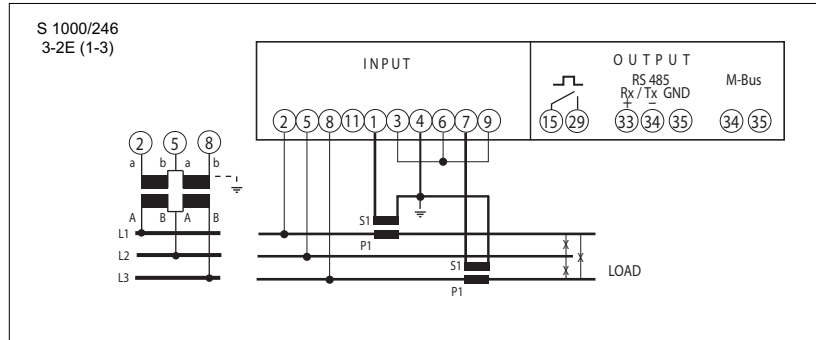 S 1000/246
3-2E (1-3)
INPUT
OUTPUT
RS 485
Rx / Tx GND
+ −
M-Bus
2 5 8 11 1 3 4 6 7 9
15 29 33 34 35 34 35
2 5 8
a b a b
A B A B
S1
P1
S1
P1
L1
L2
L3
LOAD